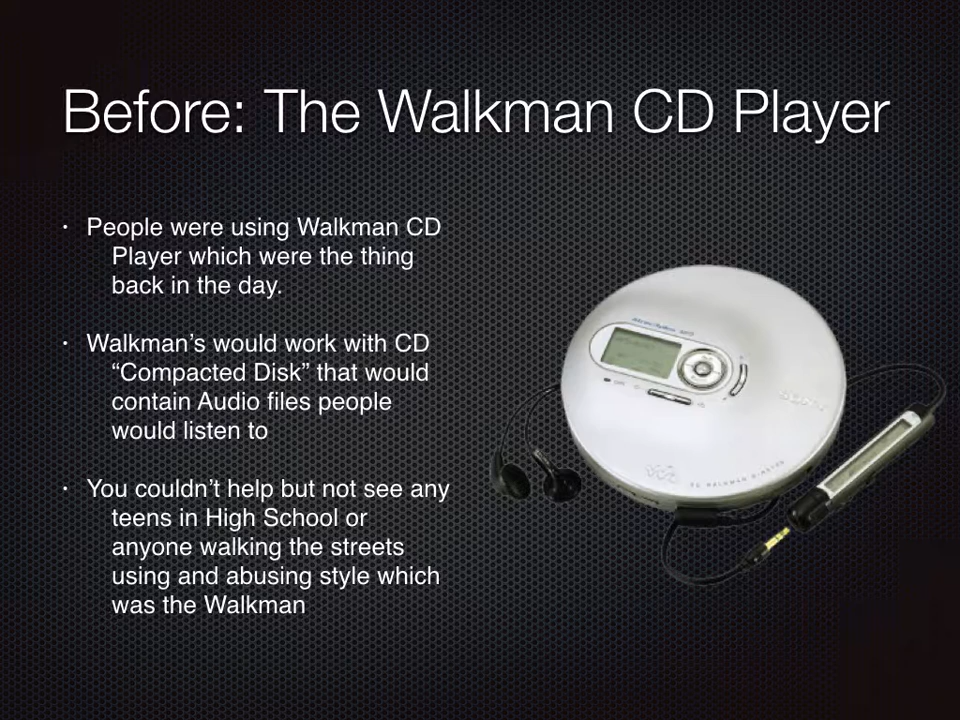 Before: The Walkman CD Player
• People were using Walkman CD
Player which were the thing
back in the day.
• Walkman’s would work with CD
“Compacted Disk” that would
contain Audio files people
would listen to
• You couldn’t help but not see any
teens in High School or
anyone walking the streets
using and abusing style which
was the Walkman
SONY
CD WALKMAN